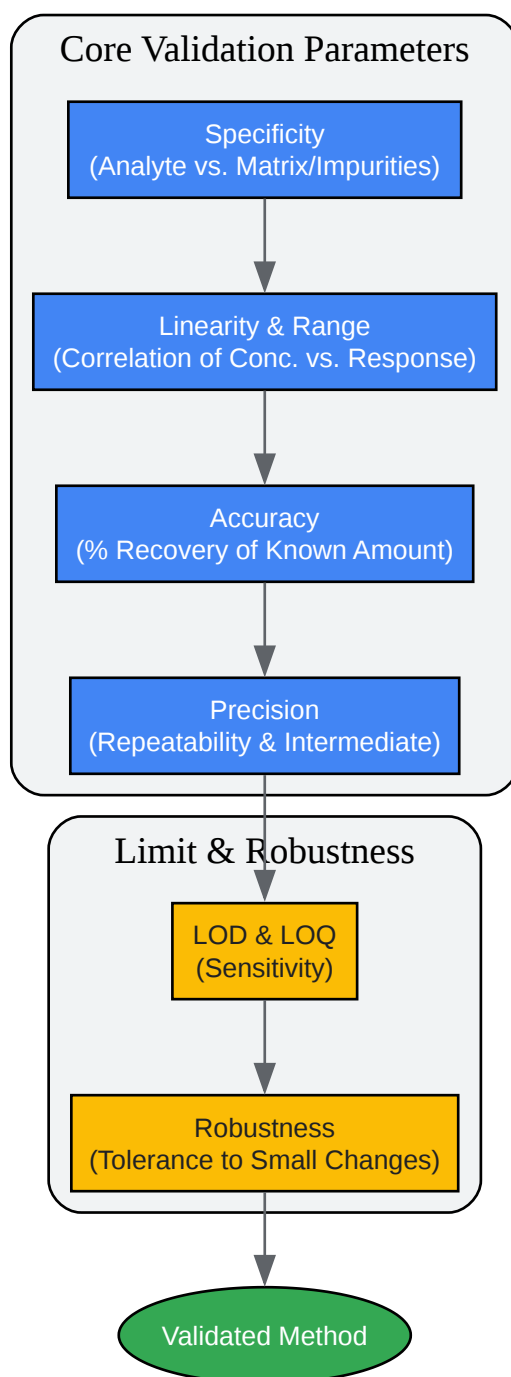 Core Validation Parameters
Specificity
(Analyte vs. Matrix/Impurities)
Linearity & Range
(Correlation of Conc. vs. Response)
Accuracy
(% Recovery of Known Amount)
Precision
(Repeatability & Intermediate)
Limit & Robustness
LOD & LOQ
(Sensitivity)
Robustness
(Tolerance to Small Changes)
Validated Method